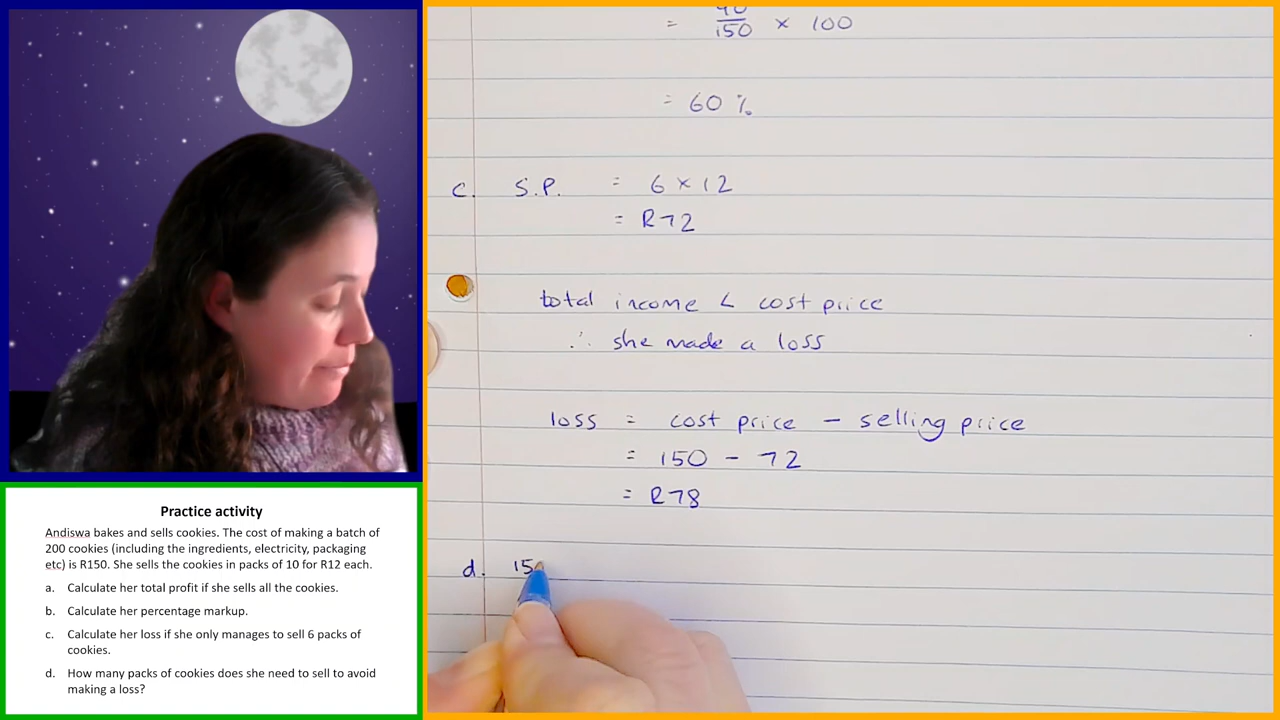 = 90/150 × 100
= 60 %
c. S.P. = 6 × 12
= R72
total income < cost price
∴ she made a loss
loss = cost price − selling price
= 150 − 72
= R78
d. 150
Practice activity
Andiswa bakes and sells cookies. The cost of making a batch of
200 cookies (including the ingredients, electricity, packaging
etc) is R150. She sells the cookies in packs of 10 for R12 each.
a. Calculate her total profit if she sells all the cookies.
b. Calculate her percentage markup.
c. Calculate her loss if she only manages to sell 6 packs of
cookies.
d. How many packs of cookies does she need to sell to avoid
making a loss?